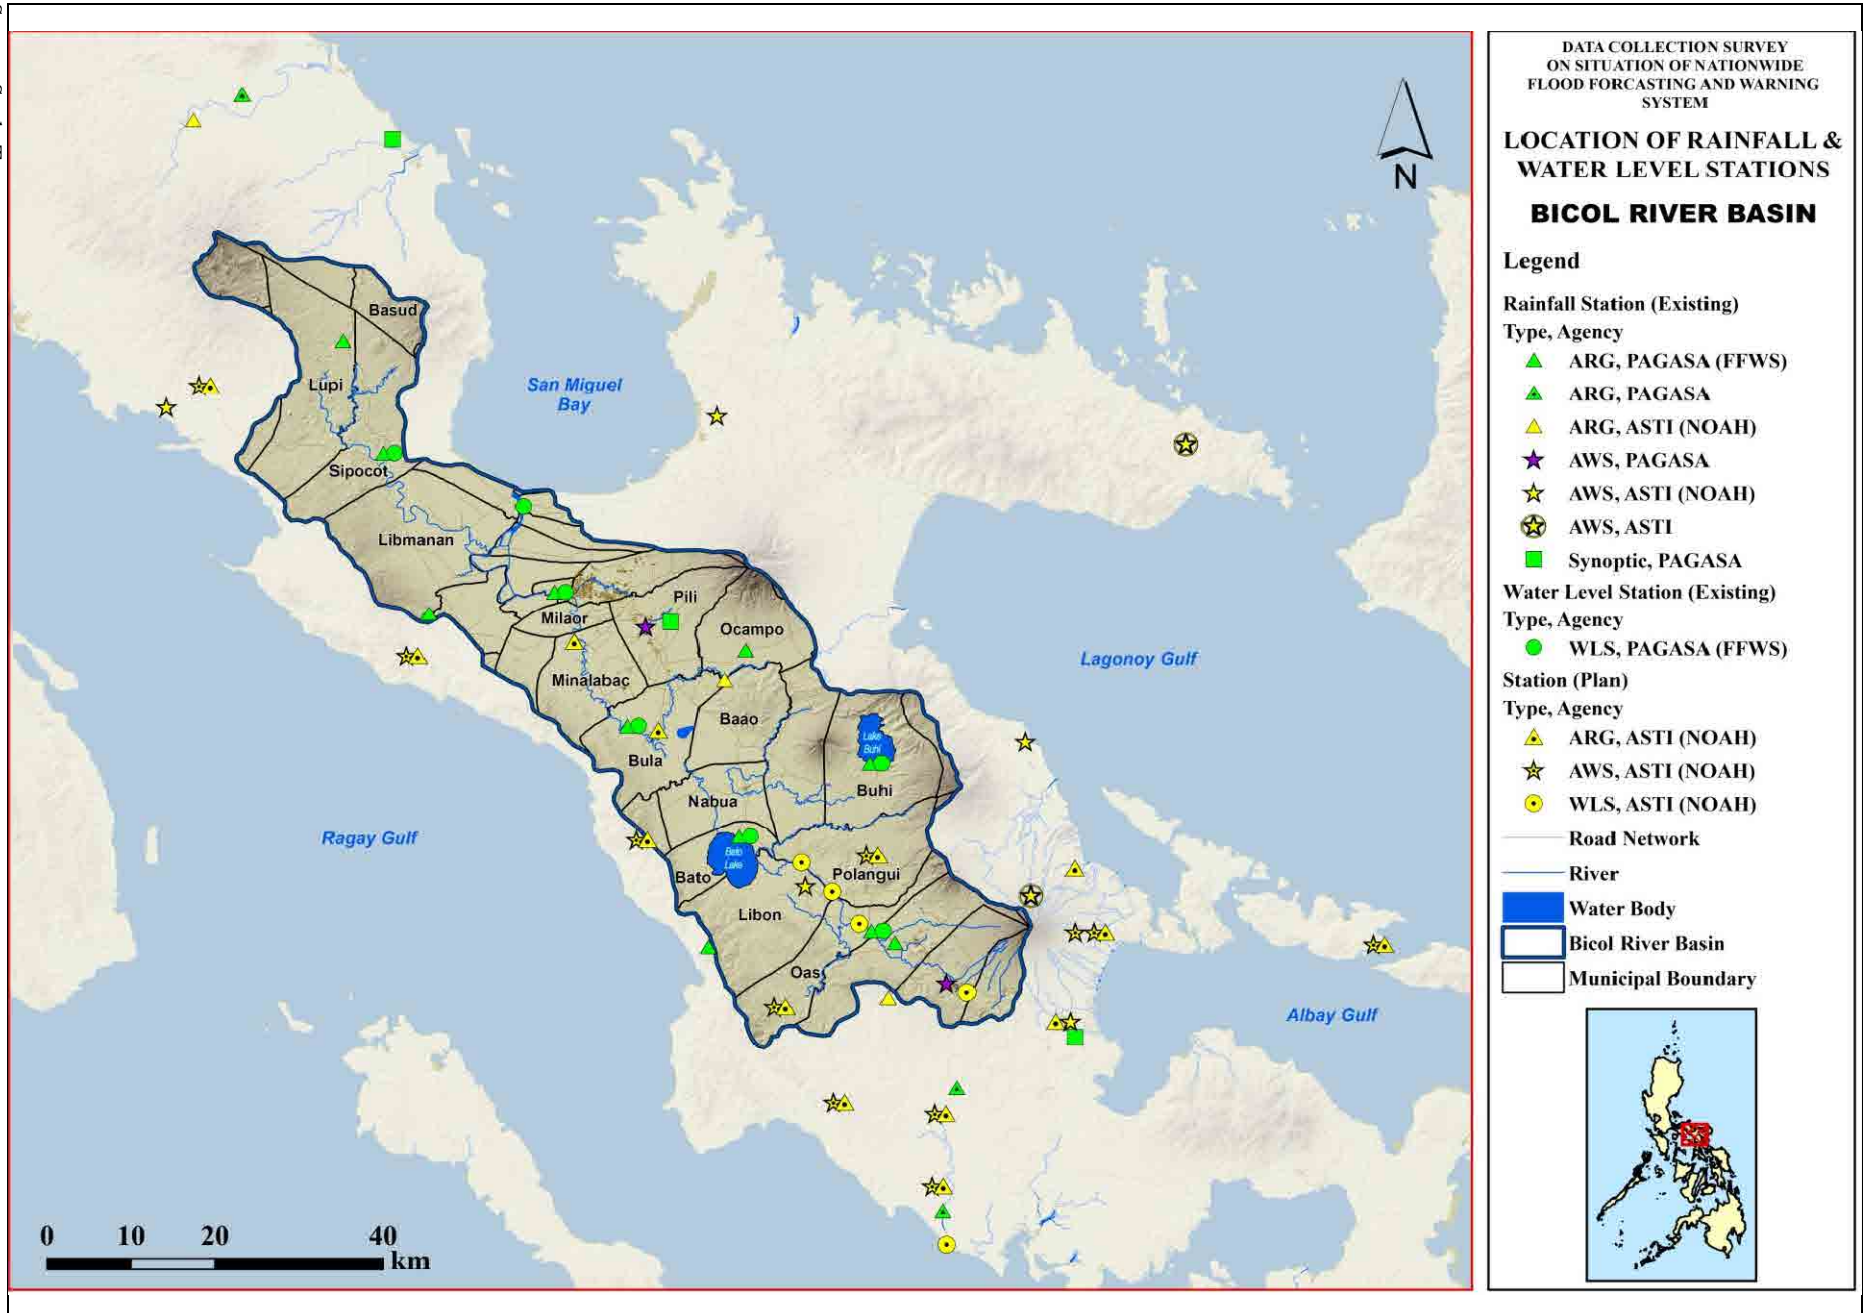 DATA COLLECTION SURVEY
ON SITUATION OF NATIONWIDE
FLOOD FORCASTING AND WARNING
SYSTEM
LOCATION OF RAINFALL &
WATER LEVEL STATIONS
BICOL RIVER BASIN
Legend
Rainfall Station (Existing)
Type, Agency
ARG, PAGASA (FFWS)
ARG, PAGASA
ARG, ASTI (NOAH)
AWS, PAGASA
AWS, ASTI (NOAH)
AWS, ASTI
Synoptic, PAGASA
Water Level Station (Existing)
Type, Agency
WLS, PAGASA (FFWS)
Station (Plan)
Type, Agency
ARG, ASTI (NOAH)
AWS, ASTI (NOAH)
WLS, ASTI (NOAH)
Road Network
River
Water Body
Bicol River Basin
Municipal Boundary
N
Basud
Lupi
San Miguel
Bay
Sipocot
Libmanan
Pili
Milaor
Ocampo
Lagonoy Gulf
Minalabac
Baao
Lake
Buhi
Bula
Buhi
Nabua
Ragay Gulf
Bato
Lake
Bato
Polangui
Libon
Oas
Albay Gulf
0 10 20 40
km